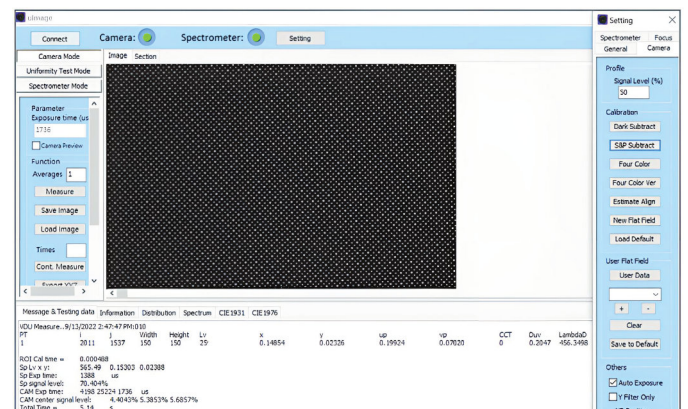 uImage
Connect Camera: Spectrometer: Setting
Camera Mode
Uniformity Test Mode
Spectrometer Mode
Image Section
Parameter
Exposure time (us
1736
Camera Preview
Function
Averages 1
Measure
Save Image
Load Image
Times
Cont. Measure
Export XYZ
Message & Testing data Information Distribution Spectrum CIE1931 CIE1976
VDU Measure..9/13/2022 2:47:47 PM:010
PT i j Width Height Lv x y up vp CCT Duv LambdaD
1 2011 1537 150 150 29 0.14854 0.02326 0.19924 0.07020 0 0.2047 456.3498
ROI Cal time = 0.000488
Sp Lv x y: 565.49 0.15303 0.02388
Sp Exp time: 1388 us
Sp signal level: 70.404%
CAM Exp time: 4198 25224 1736 us
CAM center signal level: 4.4043% 5.3853% 5.6857%
Total Time = 5.14 s
Setting
Spectrometer Focus
General Camera
Profile
Signal Level (%)
50
Calibration
Dark Subtract
S&P Subtract
Four Color
Four Color Ver
Estimate Align
New Flat Field
Load Default
User Flat Field
User Data
+ -
Clear
Save to Default
Others
Auto Exposure
Y Filter Only